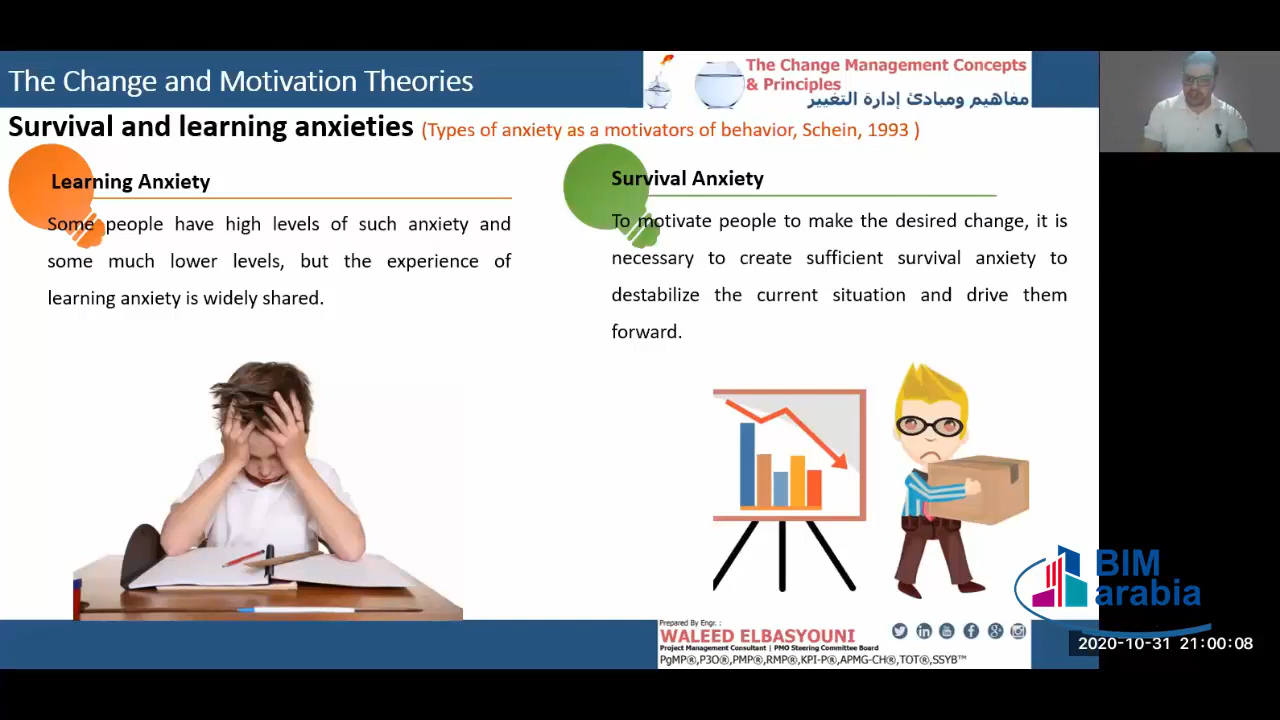 The Change and Motivation Theories
The Change Management Concepts
& Principles
مفاهيم ومبادئ إدارة التغيير
Survival and learning anxieties (Types of anxiety as a motivators of behavior, Schein, 1993 )
Learning Anxiety
Some people have high levels of such anxiety and
some much lower levels, but the experience of
learning anxiety is widely shared.
Survival Anxiety
To motivate people to make the desired change, it is
necessary to create sufficient survival anxiety to
destabilize the current situation and drive them
forward.
BIM
arabia
Prepared By Engr. :
WALEED ELBASYOUNI
Project Management Consultant | PMO Steering Committee Board
PgMP®,P3O®,PMP®,RMP®,KPI-P®,APMG-CH®,TOT®,SSYB™
2020-10-31 21:00:08